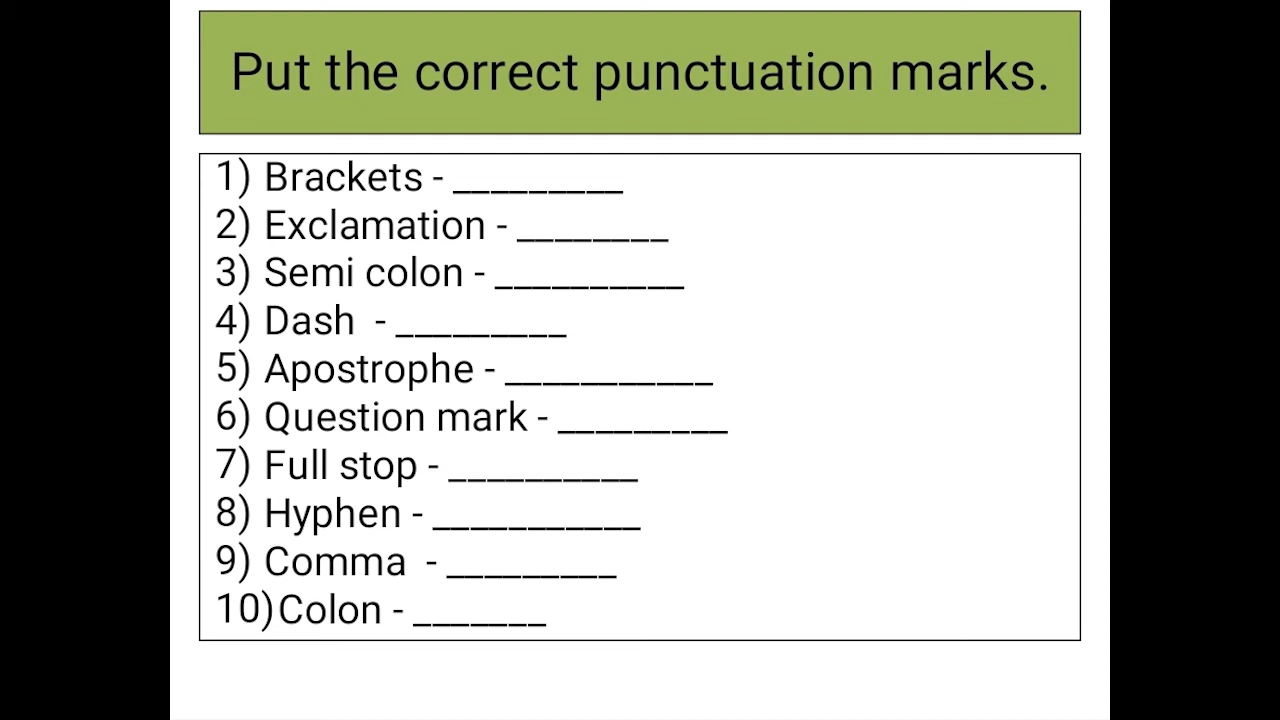 Put the correct punctuation marks.
1) Brackets - _________
2) Exclamation - ________
3) Semi colon - __________
4) Dash - _________
5) Apostrophe - ___________
6) Question mark - _________
7) Full stop - __________
8) Hyphen - ___________
9) Comma - _________
10)Colon - _______